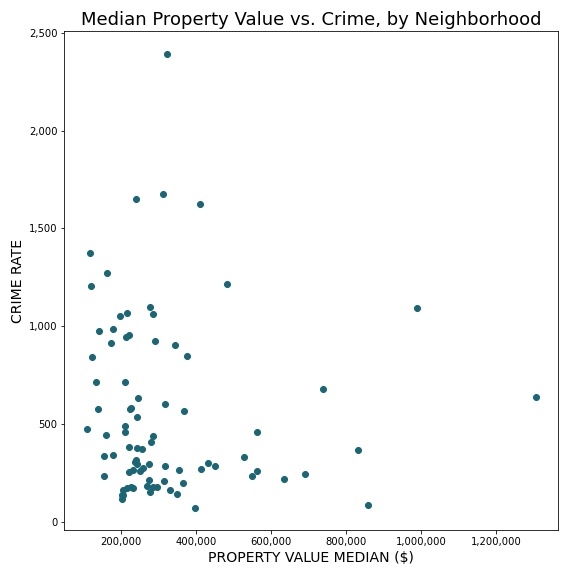 Median Property Value vs. Crime, by Neighborhood
2,500
2,000
1,500
1,000
500
0
CRIME RATE
200,000 400,000 600,000 800,000 1,000,000 1,200,000
PROPERTY VALUE MEDIAN ($)